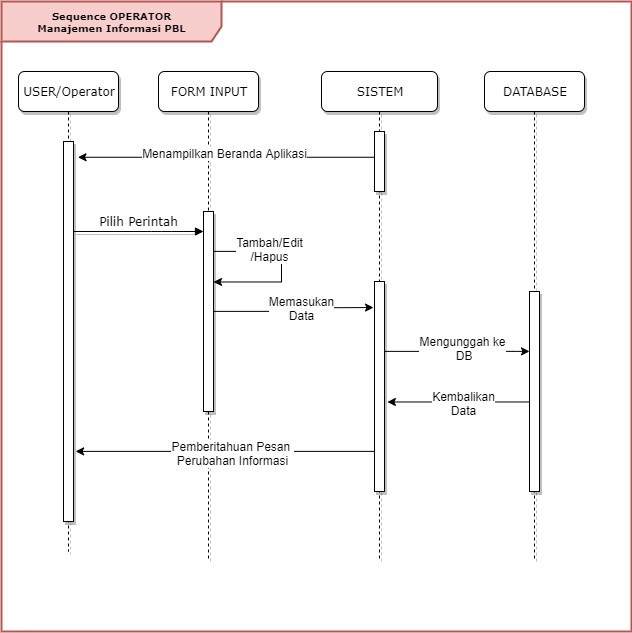 Sequence OPERATOR
Manajemen Informasi PBL
USER/Operator
FORM INPUT
SISTEM
DATABASE
Menampilkan Beranda Aplikasi
Pilih Perintah
Tambah/Edit
/Hapus
Memasukan
Data
Mengunggah ke
DB
Kembalikan
Data
Pemberitahuan Pesan
Perubahan Informasi